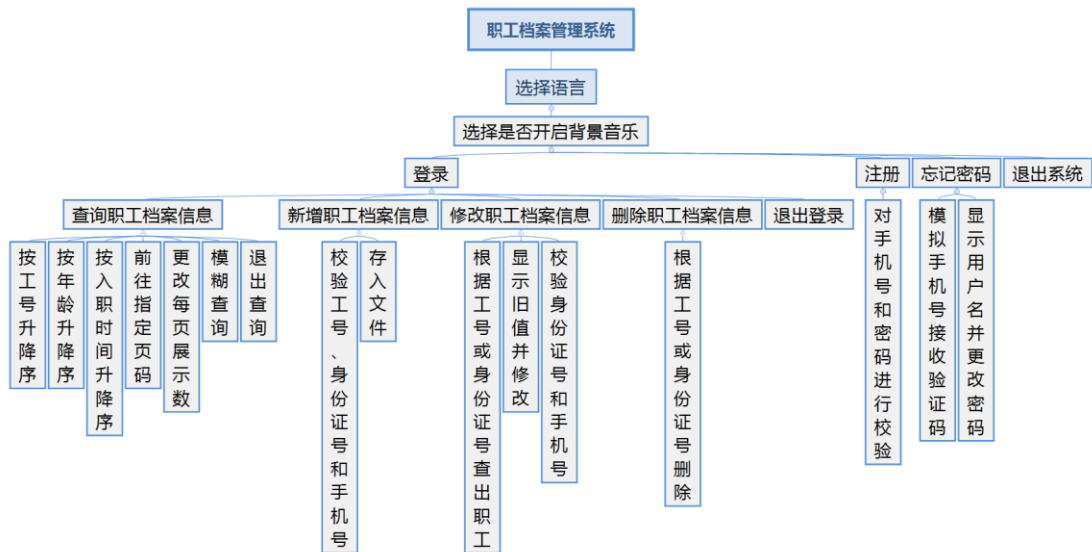 职工档案管理系统
选择语言
选择是否开启背景音乐
登录
注册
忘记密码
退出系统
查询职工档案信息
新增职工档案信息
修改职工档案信息
删除职工档案信息
退出登录
按工号升降序
按年龄升降序
按入职时间升降序
前往指定页码
更改每页展示数
模糊查询
退出查询
校验工号、身份证号和手机号
存入文件
根据工号或身份证号查出职工
显示旧值并修改
校验身份证号和手机号
根据工号或身份证号删除
对手机号和密码进行校验
模拟手机号接收验证码
显示用户名并更改密码